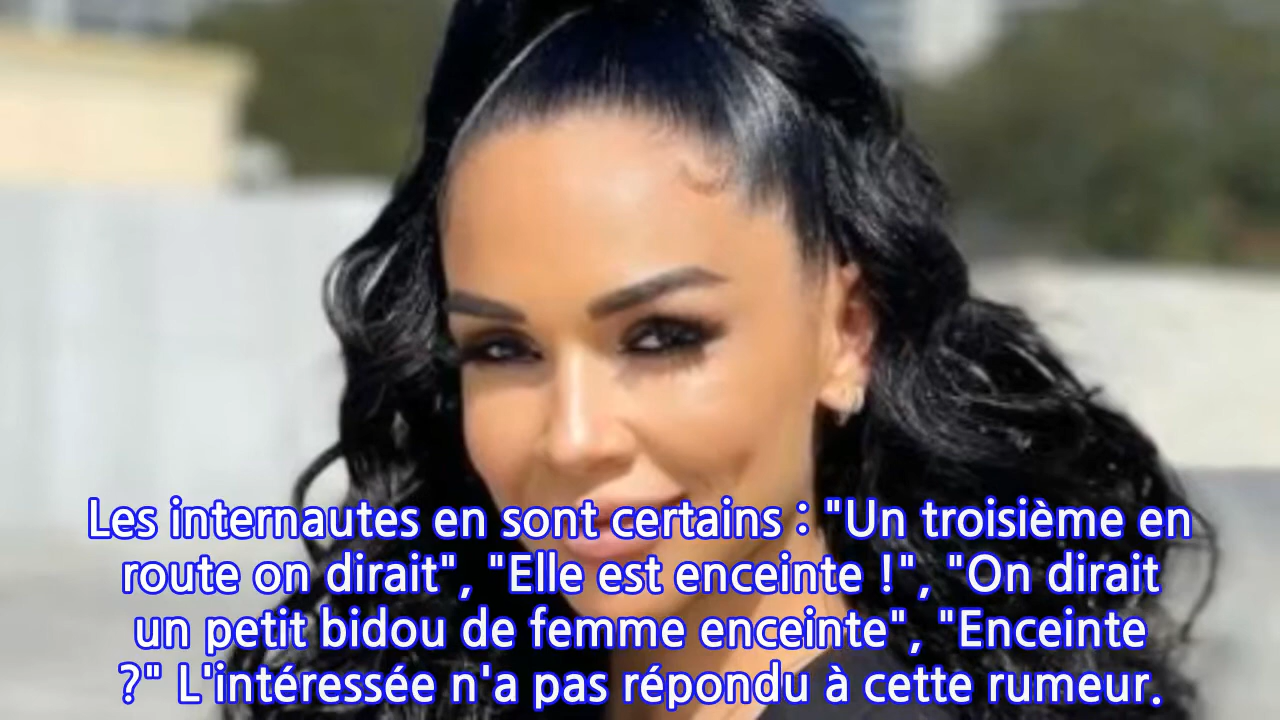 Les internautes en sont certains : "Un troisième en
route on dirait", "Elle est enceinte !", "On dirait
un petit bidou de femme enceinte", "Enceinte
?" L'intéressée n'a pas répondu à cette rumeur.